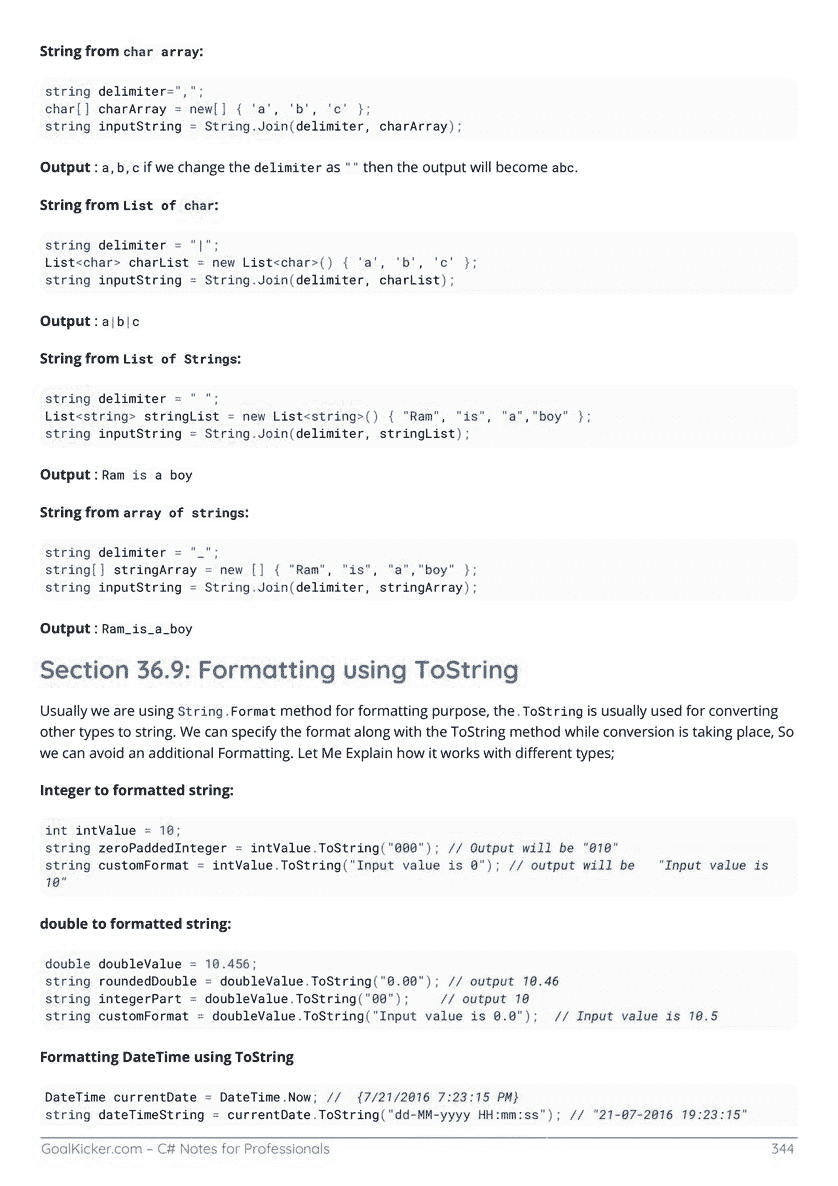 String from char array:
string delimiter=",";
char[] charArray = new[] { 'a', 'b', 'c' };
string inputString = String.Join(delimiter, charArray);
Output : a,b,c if we change the delimiter as "" then the output will become abc.
String from List of char:
string delimiter = "|";
List<char> charList = new List<char>() { 'a', 'b', 'c' };
string inputString = String.Join(delimiter, charList);
Output : a|b|c
String from List of Strings:
string delimiter = " ";
List<string> stringList = new List<string>() { "Ram", "is", "a","boy" };
string inputString = String.Join(delimiter, stringList);
Output : Ram is a boy
String from array of strings:
string delimiter = "_";
string[] stringArray = new [] { "Ram", "is", "a","boy" };
string inputString = String.Join(delimiter, stringArray);
Output : Ram_is_a_boy
Section 36.9: Formatting using ToString
Usually we are using String.Format method for formatting purpose, the.ToString is usually used for converting
other types to string. We can specify the format along with the ToString method while conversion is taking place, So
we can avoid an additional Formatting. Let Me Explain how it works with different types;
Integer to formatted string:
int intValue = 10;
string zeroPaddedInteger = intValue.ToString("000"); // Output will be "010"
string customFormat = intValue.ToString("Input value is 0"); // output will be   "Input value is
10"
double to formatted string:
double doubleValue = 10.456;
string roundedDouble = doubleValue.ToString("0.00"); // output 10.46
string integerPart = doubleValue.ToString("00");    // output 10
string customFormat = doubleValue.ToString("Input value is 0.0");  // Input value is 10.5
Formatting DateTime using ToString
DateTime currentDate = DateTime.Now; //  {7/21/2016 7:23:15 PM}
string dateTimeString = currentDate.ToString("dd-MM-yyyy HH:mm:ss"); // "21-07-2016 19:23:15"
GoalKicker.com – C# Notes for Professionals
344